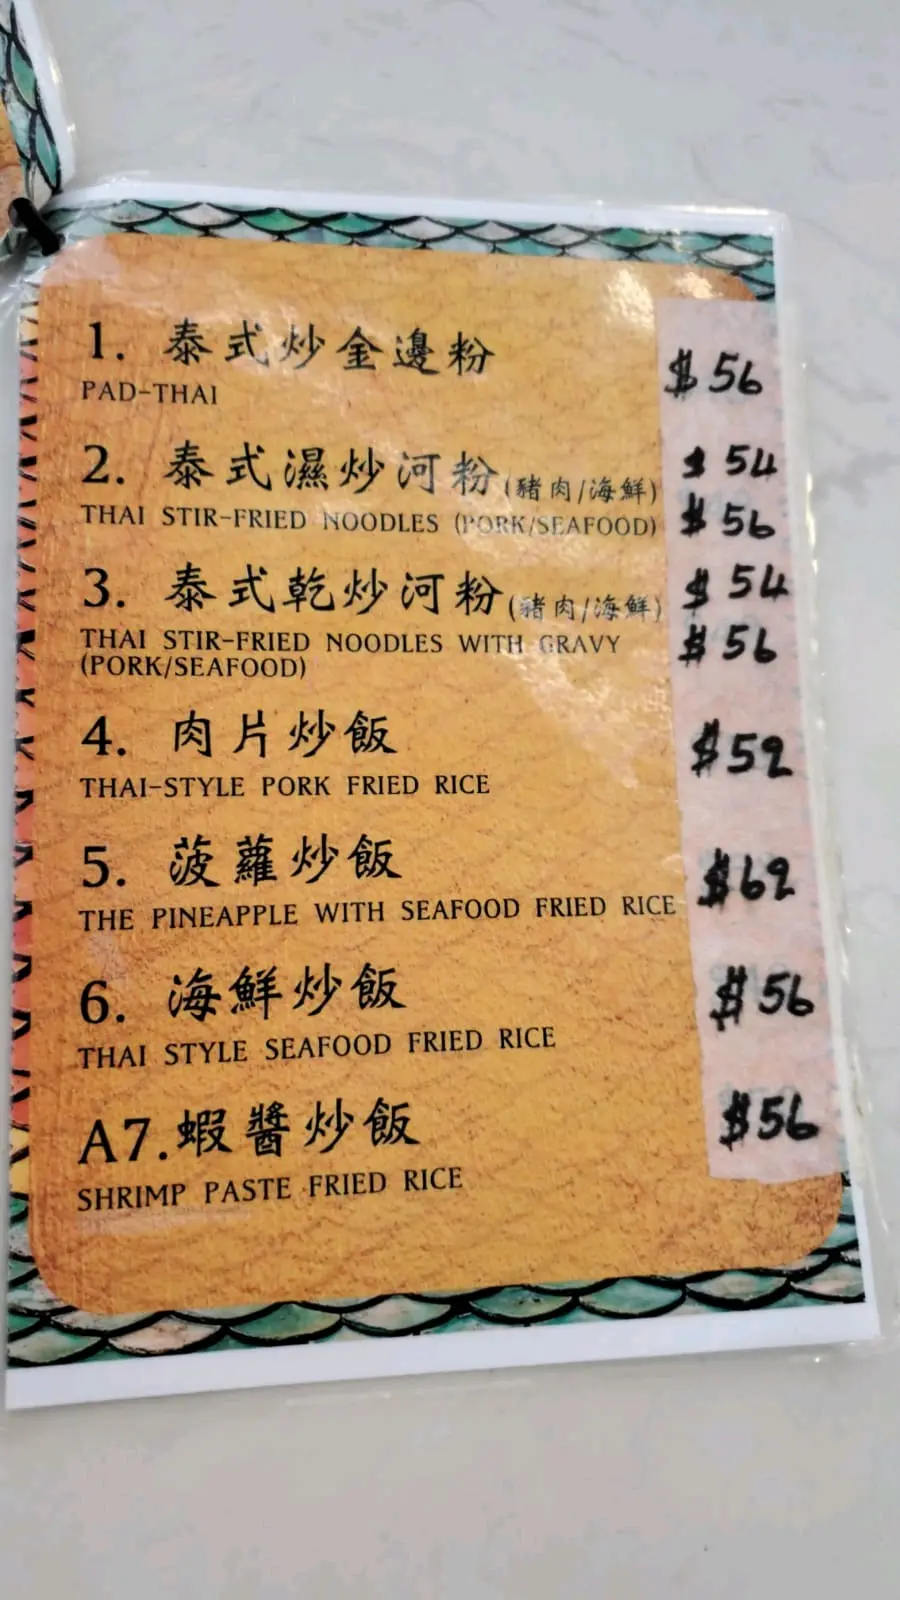 1. 泰式炒金邊粉 $56
PAD-THAI
2. 泰式濕炒河粉(豬肉/海鮮) $54
THAI STIR-FRIED NOODLES (PORK/SEAFOOD) $56
3. 泰式乾炒河粉(豬肉/海鮮) $54
THAI STIR-FRIED NOODLES WITH GRAVY $56
(PORK/SEAFOOD)
4. 肉片炒飯 $52
THAI-STYLE PORK FRIED RICE
5. 菠蘿炒飯 $62
THE PINEAPPLE WITH SEAFOOD FRIED RICE
6. 海鮮炒飯 $56
THAI STYLE SEAFOOD FRIED RICE
A7.蝦醬炒飯 $56
SHRIMP PASTE FRIED RICE